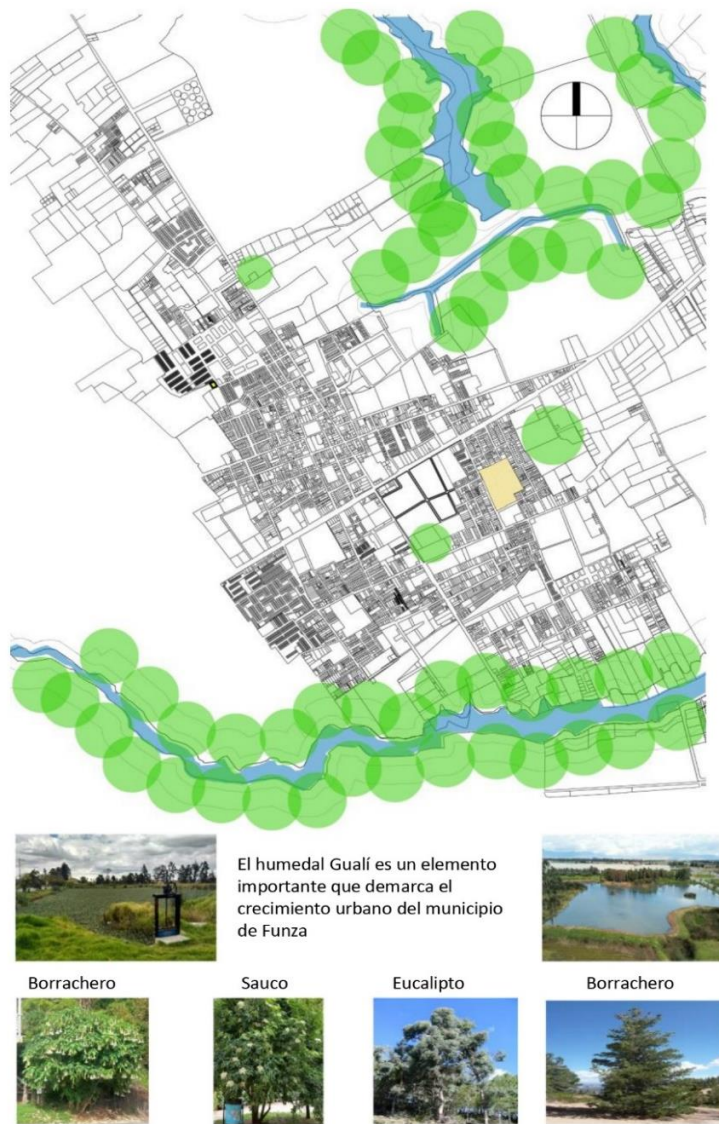 El humedal Gualí es un elemento
importante que demarca el
crecimiento urbano del municipio
de Funza
Borrachero
Sauco
Eucalipto
Borrachero